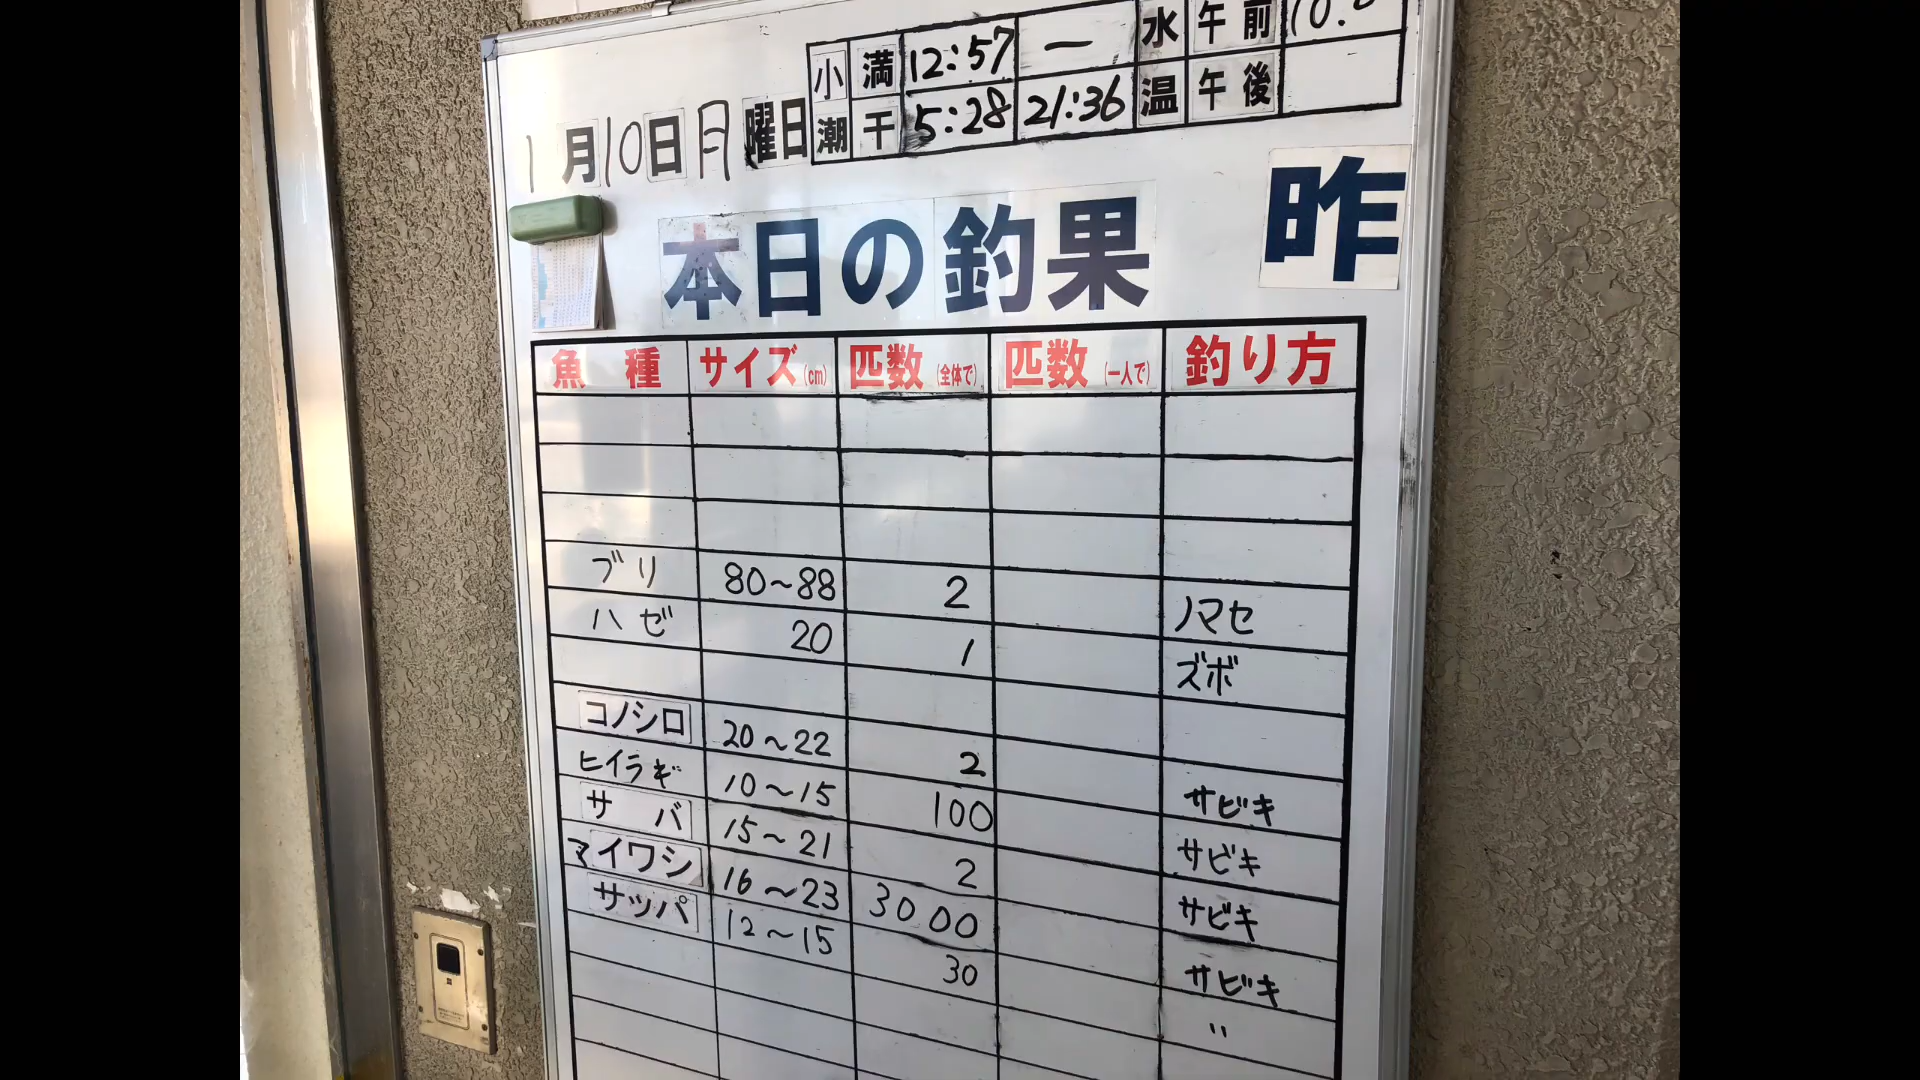 小潮 満 12:57 — 水温 午前
干 5:28 21:36 午後
1月10日月曜日
本日の釣果 昨
魚種 サイズ(cm) 匹数(全体で) 匹数(一人で) 釣り方
ブリ 80~88 2 ノマセ
ハゼ 20 1 ズボ
コノシロ 20~22 2 サビキ
ヒイラギ 10~15 100 サビキ
サバ 15~21 2 サビキ
マイワシ 16~23 3000 サビキ
サッパ 12~15 30 〃